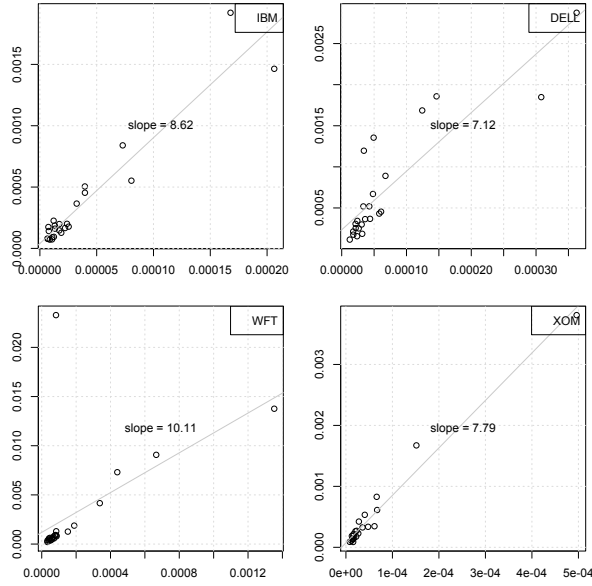 IBM
slope = 8.62
0.0000 0.0005 0.0010 0.0015
0.00000 0.00005 0.00010 0.00015 0.00020
DELL
slope = 7.12
0.0005 0.0015 0.0025
0.00000 0.00010 0.00020 0.00030
WFT
slope = 10.11
0.000 0.005 0.010 0.015 0.020
0.0000 0.0004 0.0008 0.0012
XOM
slope = 7.79
0.000 0.001 0.002 0.003
0e+00 1e-04 2e-04 3e-04 4e-04 5e-04